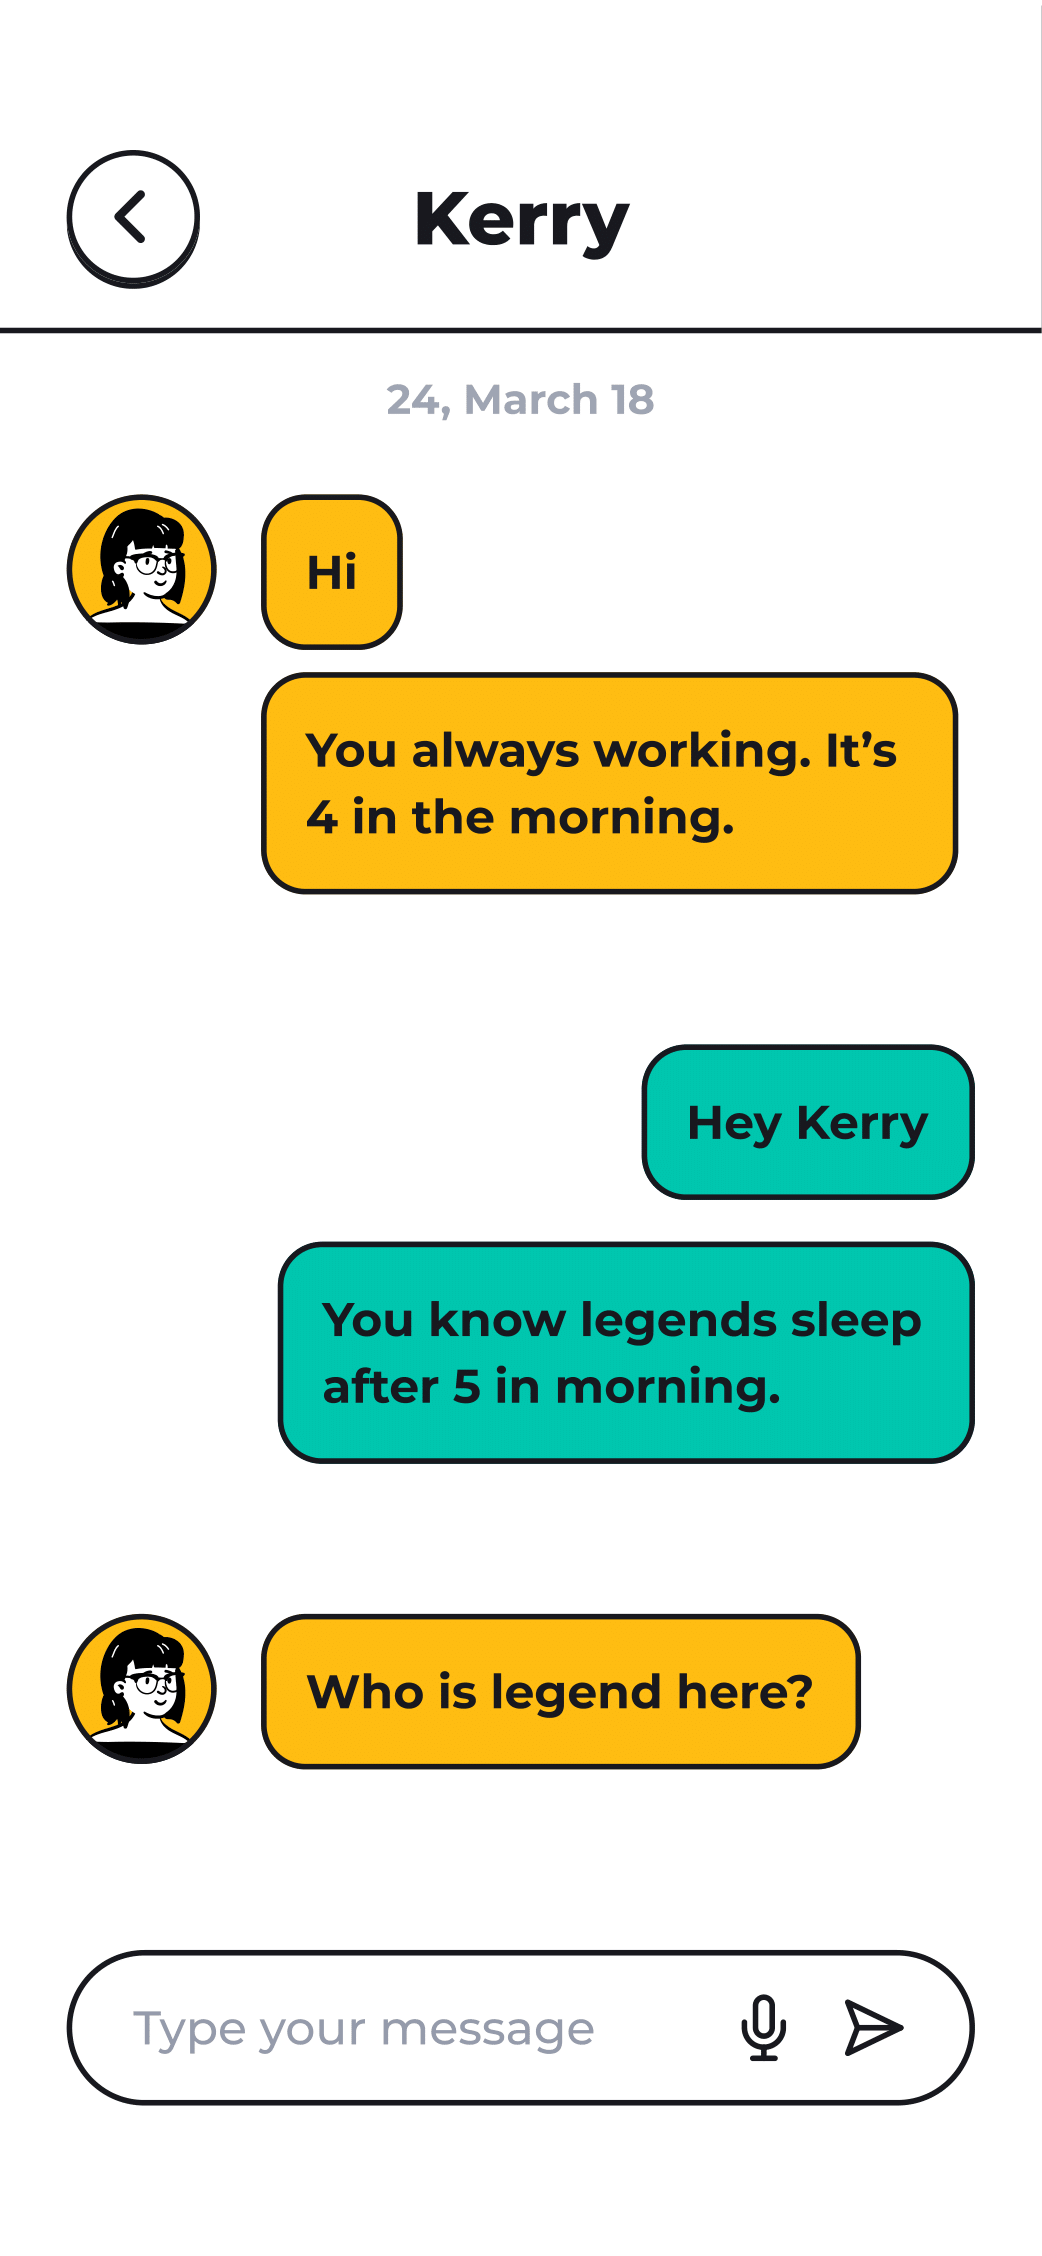 Kerry
24, March 18
Hi
You always working. It’s
4 in the morning.
Hey Kerry
You know legends sleep
after 5 in morning.
Who is legend here?
Type your message